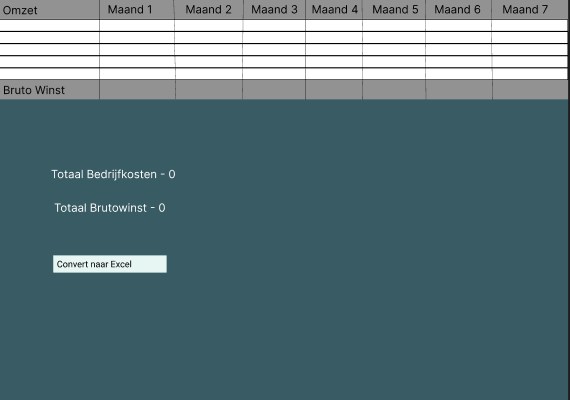 Omzet Maand 1 Maand 2 Maand 3 Maand 4 Maand 5 Maand 6 Maand 7
Bruto Winst
Totaal Bedrijfkosten - 0
Totaal Brutowinst - 0
Convert naar Excel